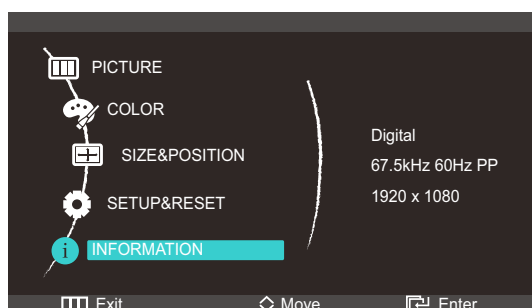 PICTURE
COLOR
SIZE&POSITION
SETUP&RESET
i INFORMATION
Digital
67.5kHz 60Hz PP
1920 x 1080
Exit Move Enter